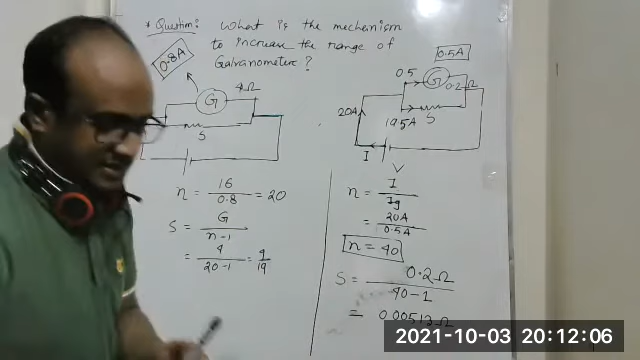 * Question: What is the mechanism
to increase the range of
Galvanometer?
0.8A
G
4Ω
S
n = 16/0.8 = 20
S = G/n-1
= 4/20-1 = 4/19
0.5A
0.5
G
0.2Ω
20A
19.5A
S
I
V
n = I/Ig
= 20A/0.5A
n = 40
S = 0.2Ω/40-1
= 0.00513Ω
2021-10-03 20:12:06